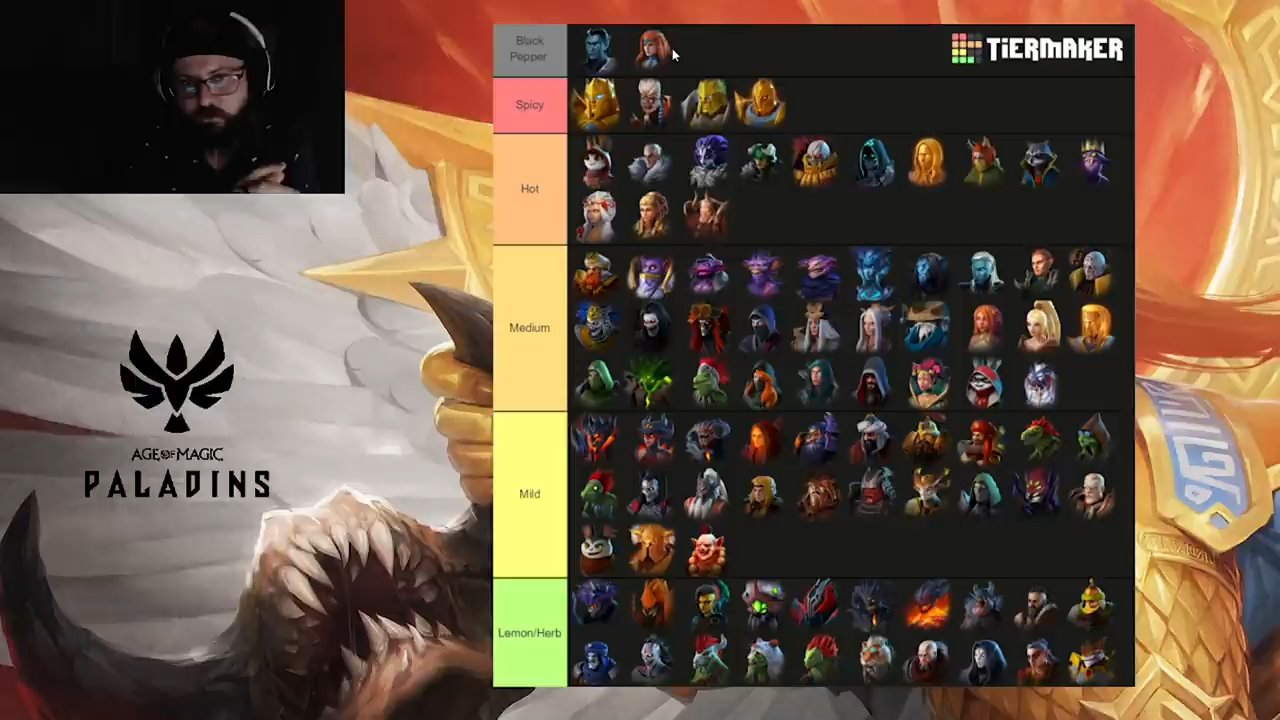 Black
Pepper
TiERMAKER
Spicy
Hot
Medium
AGE OF MAGIC
PALADINS
Mild
Lemon/Herb